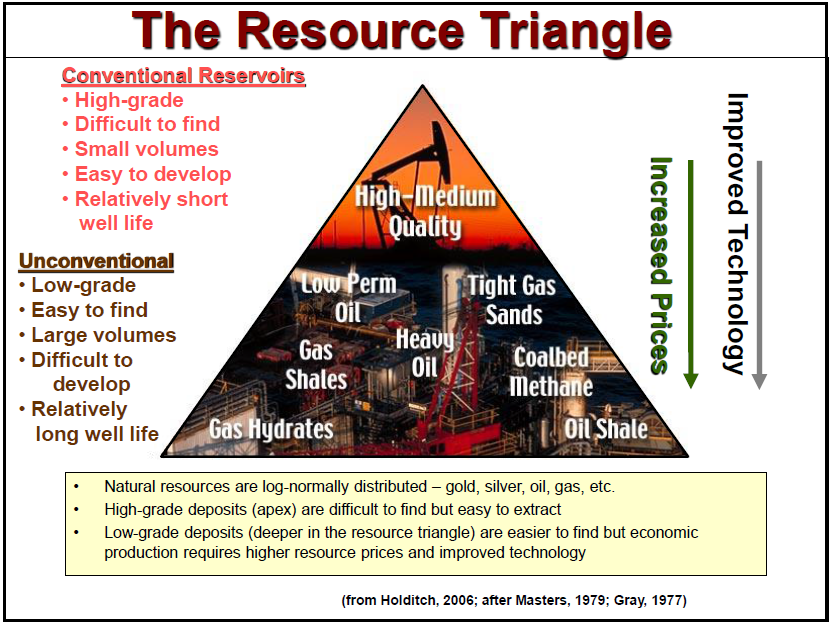 The Resource Triangle
Conventional Reservoirs
• High-grade
• Difficult to find
• Small volumes
• Easy to develop
• Relatively short
well life
Unconventional
• Low-grade
• Easy to find
• Large volumes
• Difficult to
develop
• Relatively
long well life
High-Medium
Quality
Low Perm
Oil
Tight Gas
Sands
Gas
Shales
Heavy
Oil
Coalbed
Methane
Gas Hydrates
Oil Shale
Increased Prices
Improved Technology
• Natural resources are log-normally distributed – gold, silver, oil, gas, etc.
• High-grade deposits (apex) are difficult to find but easy to extract
• Low-grade deposits (deeper in the resource triangle) are easier to find but economic
production requires higher resource prices and improved technology
(from Holditch, 2006; after Masters, 1979; Gray, 1977)